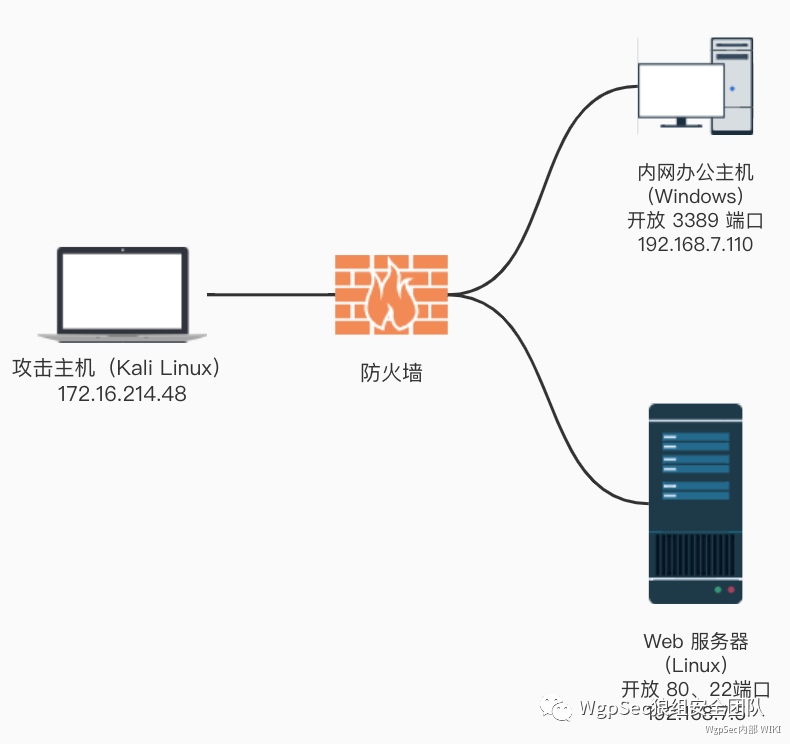 内网办公主机
（Windows）
开放 3389 端口
192.168.7.110
攻击主机（Kali Linux）
172.16.214.48
防火墙
Web 服务器
（Linux）
开放 80、22端口
WgpSec狼组安全团队
192.168.7.
WgpSec内部 WIKI